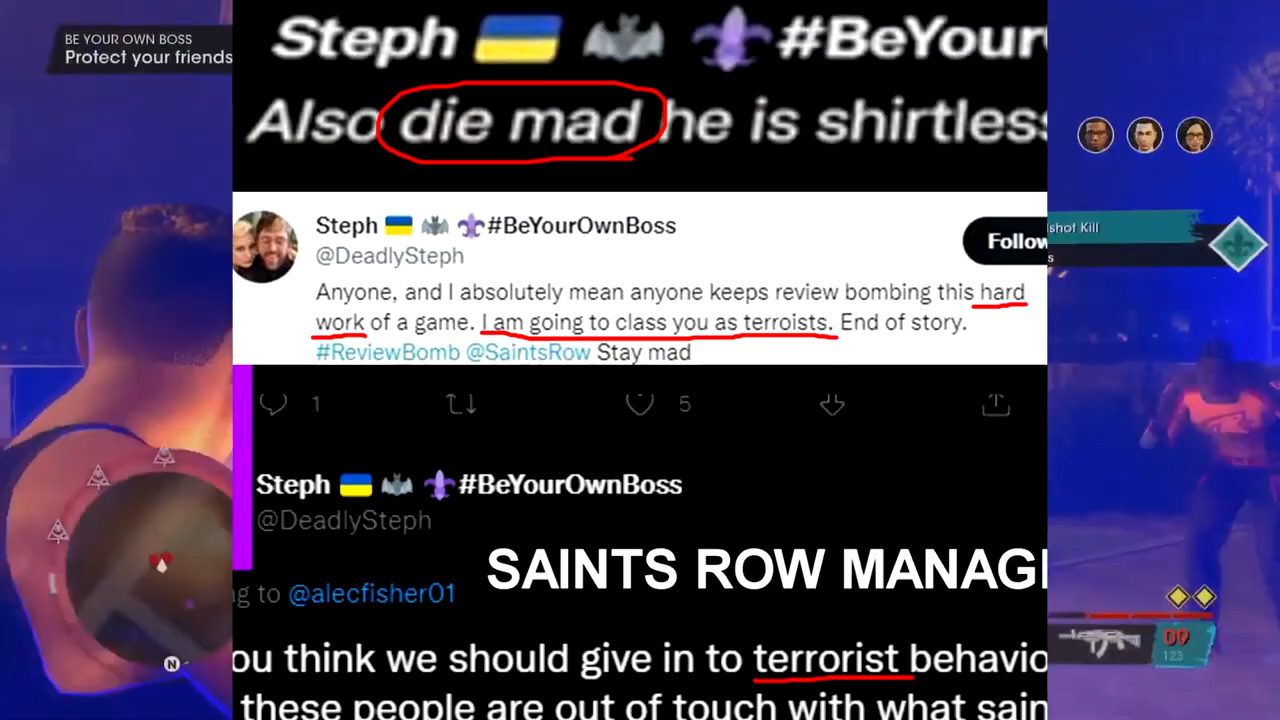 BE YOUR OWN BOSS
Protect your friends
Steph #BeYour
Also die mad he is shirtless
Steph #BeYourOwnBoss
@DeadlySteph
Follow
Anyone, and I absolutely mean anyone keeps review bombing this hard
work of a game. I am going to class you as terroists. End of story.
#ReviewBomb @SaintsRow Stay mad
shot Kill
s
1
5
Steph #BeYourOwnBoss
@DeadlySteph
SAINTS ROW MANAG
g to @alecfisher01
ou think we should give in to terrorist behavio
these people are out of touch with what sain
N
09
123